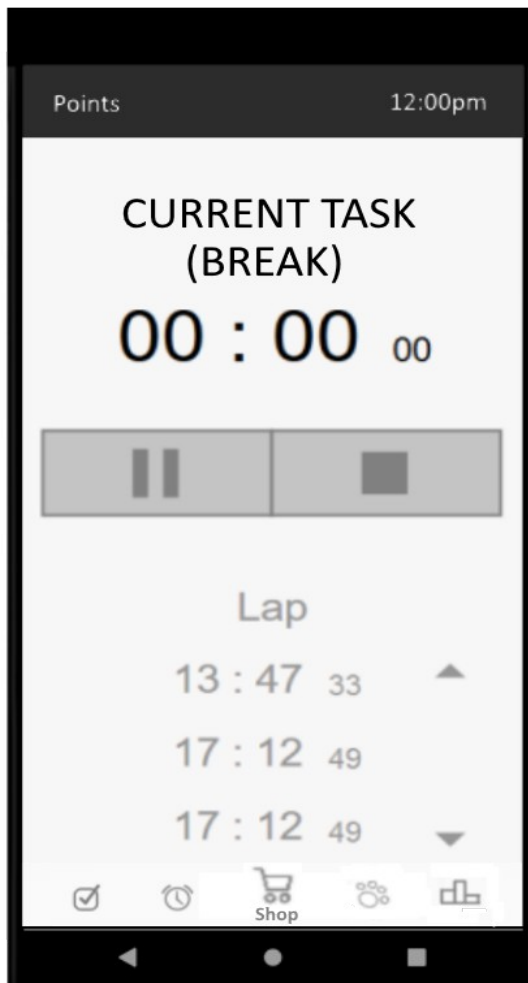 Points 12:00pm
CURRENT TASK
(BREAK)
00 : 00 00
Lap
13 : 47 33
17 : 12 49
17 : 12 49
Shop